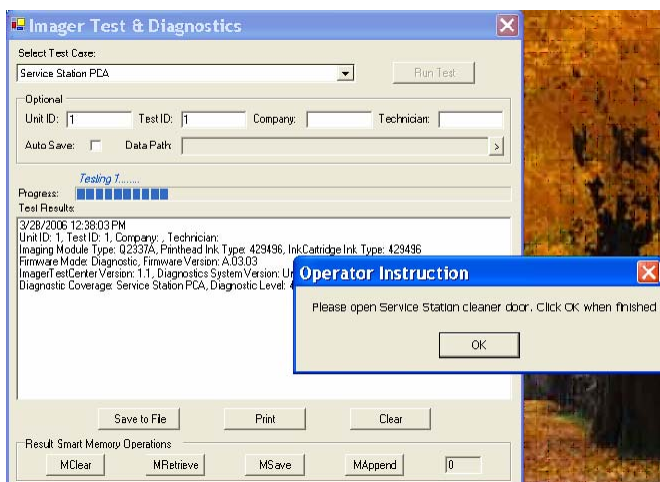 Imager Test & Diagnostics
Select Test Case:
Service Station PCA
Run Test
Optional
Unit ID: 1 Test ID: 1 Company: Technician:
Auto Save: Data Path: >
Testing 1........
Progress:
Test Results:
3/28/2006 12:38:03 PM
Unit ID: 1, Test ID: 1, Company: , Technician:
Imaging Module Type: Q2337A, Printhead Ink Type: 429496, InkCartridge Ink Type: 429496
Firmware Mode: Diagnostic, Firmware Version: A.03.03
ImagerTestCenter Version: 1.1, Diagnostics System Version:
Diagnostic Coverage: Service Station PCA, Diagnostic Level:
Operator Instruction
Please open Service Station cleaner door. Click OK when finished
OK
Save to File Print Clear
Result Smart Memory Operations
MClear MRetrieve MSave MAppend 0